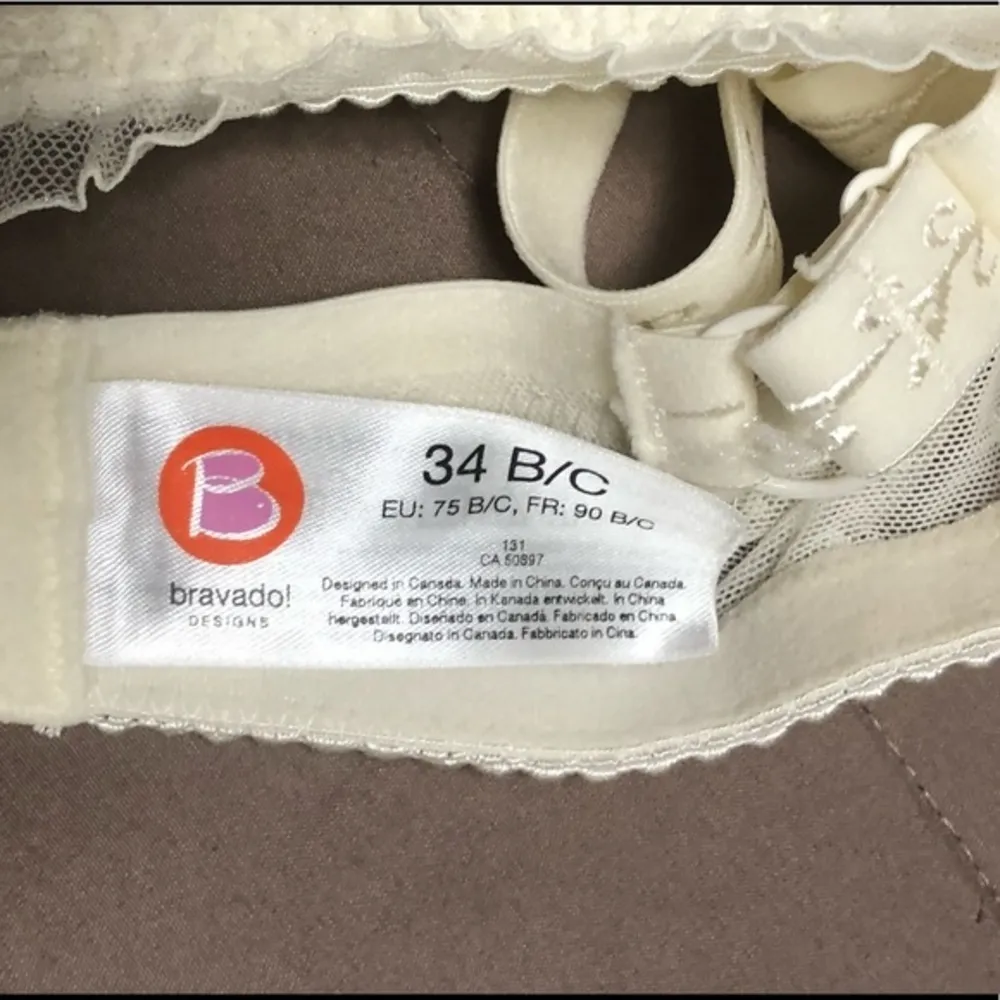 B
bravado!
DESIGNS
34 B/C
EU: 75 B/C, FR: 90 B/C
131
CA 50897
Designed in Canada. Made in China. Conçu au Canada.
Fabriqué en Chine. In Kanada entwickelt. In China
hergestellt. Diseñado en Canadá. Fabricado en China.
Disegnato in Canada. Fabbricato in Cina.